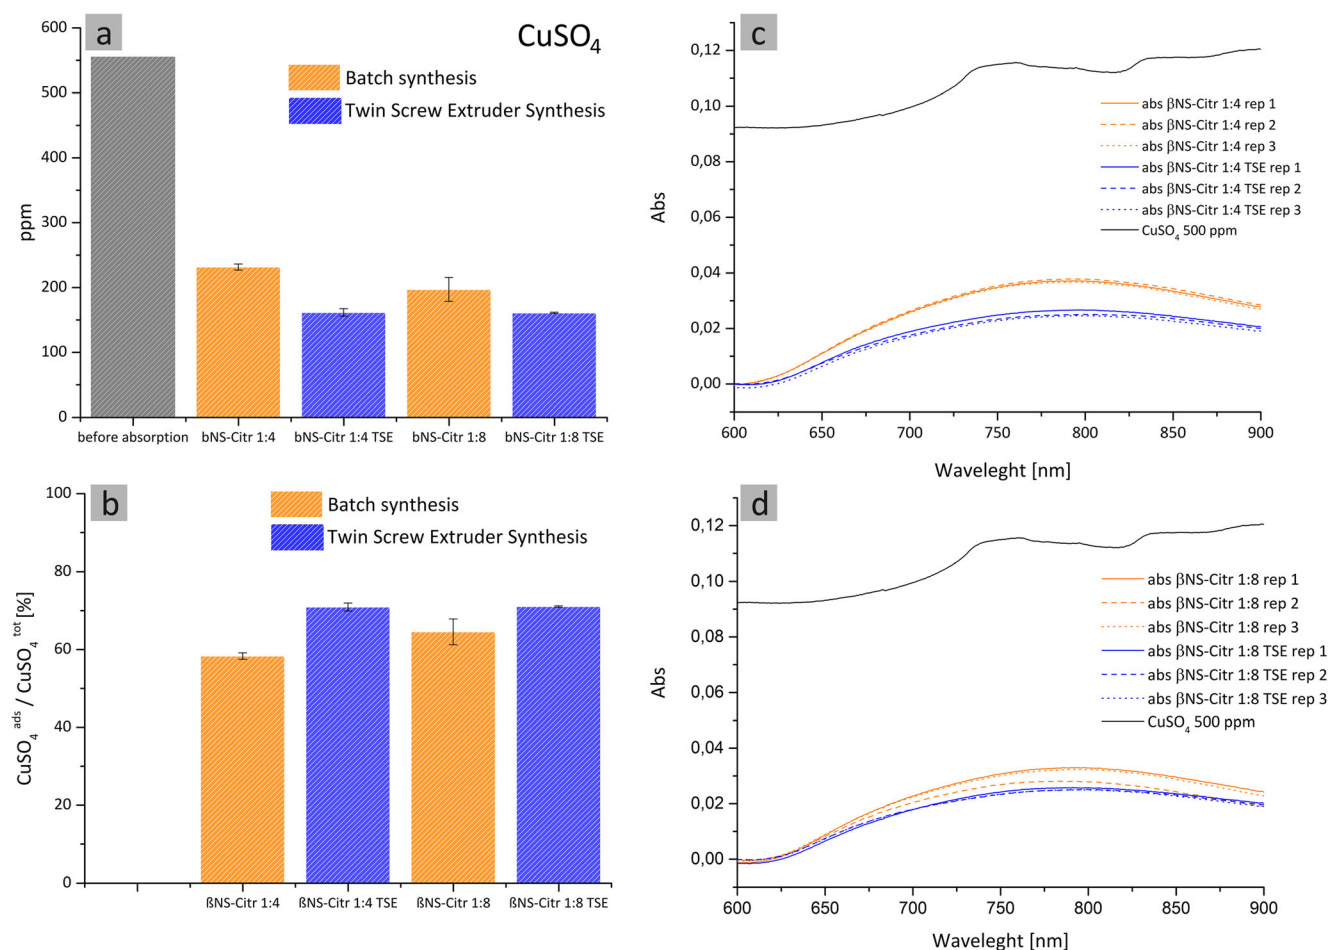 a
CuSO4
Batch synthesis
Twin Screw Extruder Synthesis
600
500
400
300
200
100
0
ppm
before absorption
bNS-Citr 1:4
bNS-Citr 1:4 TSE
bNS-Citr 1:8
bNS-Citr 1:8 TSE
b
Batch synthesis
Twin Screw Extruder Synthesis
100
80
60
40
20
0
CuSO4 ads / CuSO4 tot [%]
ßNS-Citr 1:4
ßNS-Citr 1:4 TSE
ßNS-Citr 1:8
ßNS-Citr 1:8 TSE
c
0,12
0,10
0,08
0,06
0,04
0,02
0,00
Abs
abs βNS-Citr 1:4 rep 1
abs βNS-Citr 1:4 rep 2
abs βNS-Citr 1:4 rep 3
abs βNS-Citr 1:4 TSE rep 1
abs βNS-Citr 1:4 TSE rep 2
abs βNS-Citr 1:4 TSE rep 3
CuSO4 500 ppm
600 650 700 750 800 850 900
Waveleght [nm]
d
0,12
0,10
0,08
0,06
0,04
0,02
0,00
Abs
abs βNS-Citr 1:8 rep 1
abs βNS-Citr 1:8 rep 2
abs βNS-Citr 1:8 rep 3
abs βNS-Citr 1:8 TSE rep 1
abs βNS-Citr 1:8 TSE rep 2
abs βNS-Citr 1:8 TSE rep 3
CuSO4 500 ppm
600 650 700 750 800 850 900
Waveleght [nm]